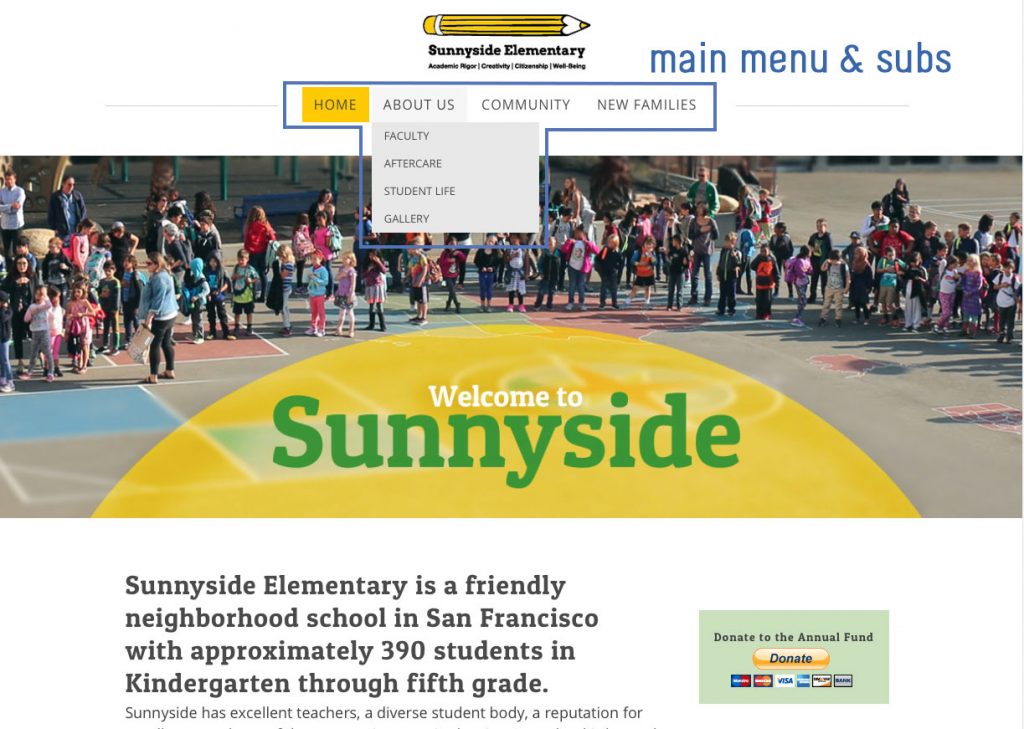 Sunnyside Elementary
Academic Rigor | Creativity | Citizenship | Well-Being
main menu & subs
HOME ABOUT US COMMUNITY NEW FAMILIES
FACULTY
AFTERCARE
STUDENT LIFE
GALLERY
Welcome to
Sunnyside
Sunnyside Elementary is a friendly
neighborhood school in San Francisco
with approximately 390 students in
Kindergarten through fifth grade.
Sunnyside has excellent teachers, a diverse student body, a reputation for
Donate to the Annual Fund
Donate
VISA
BANK